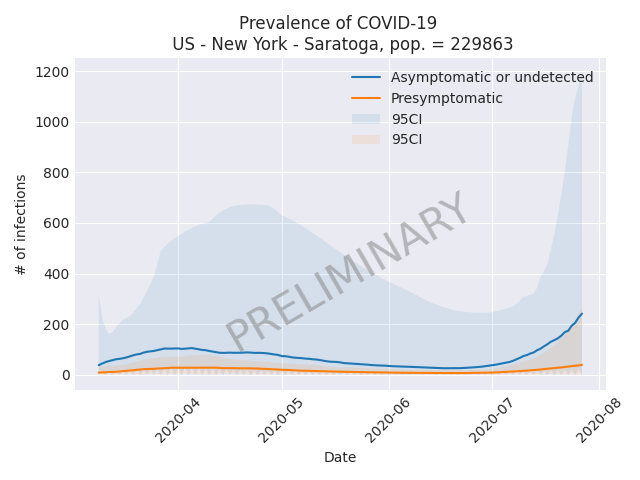 Prevalence of COVID-19
US - New York - Saratoga, pop. = 229863
1200
1000
800
600
400
200
0
# of infections
Asymptomatic or undetected
Presymptomatic
95CI
95CI
PRELIMINARY
2020-04
2020-05
2020-06
2020-07
2020-08
Date